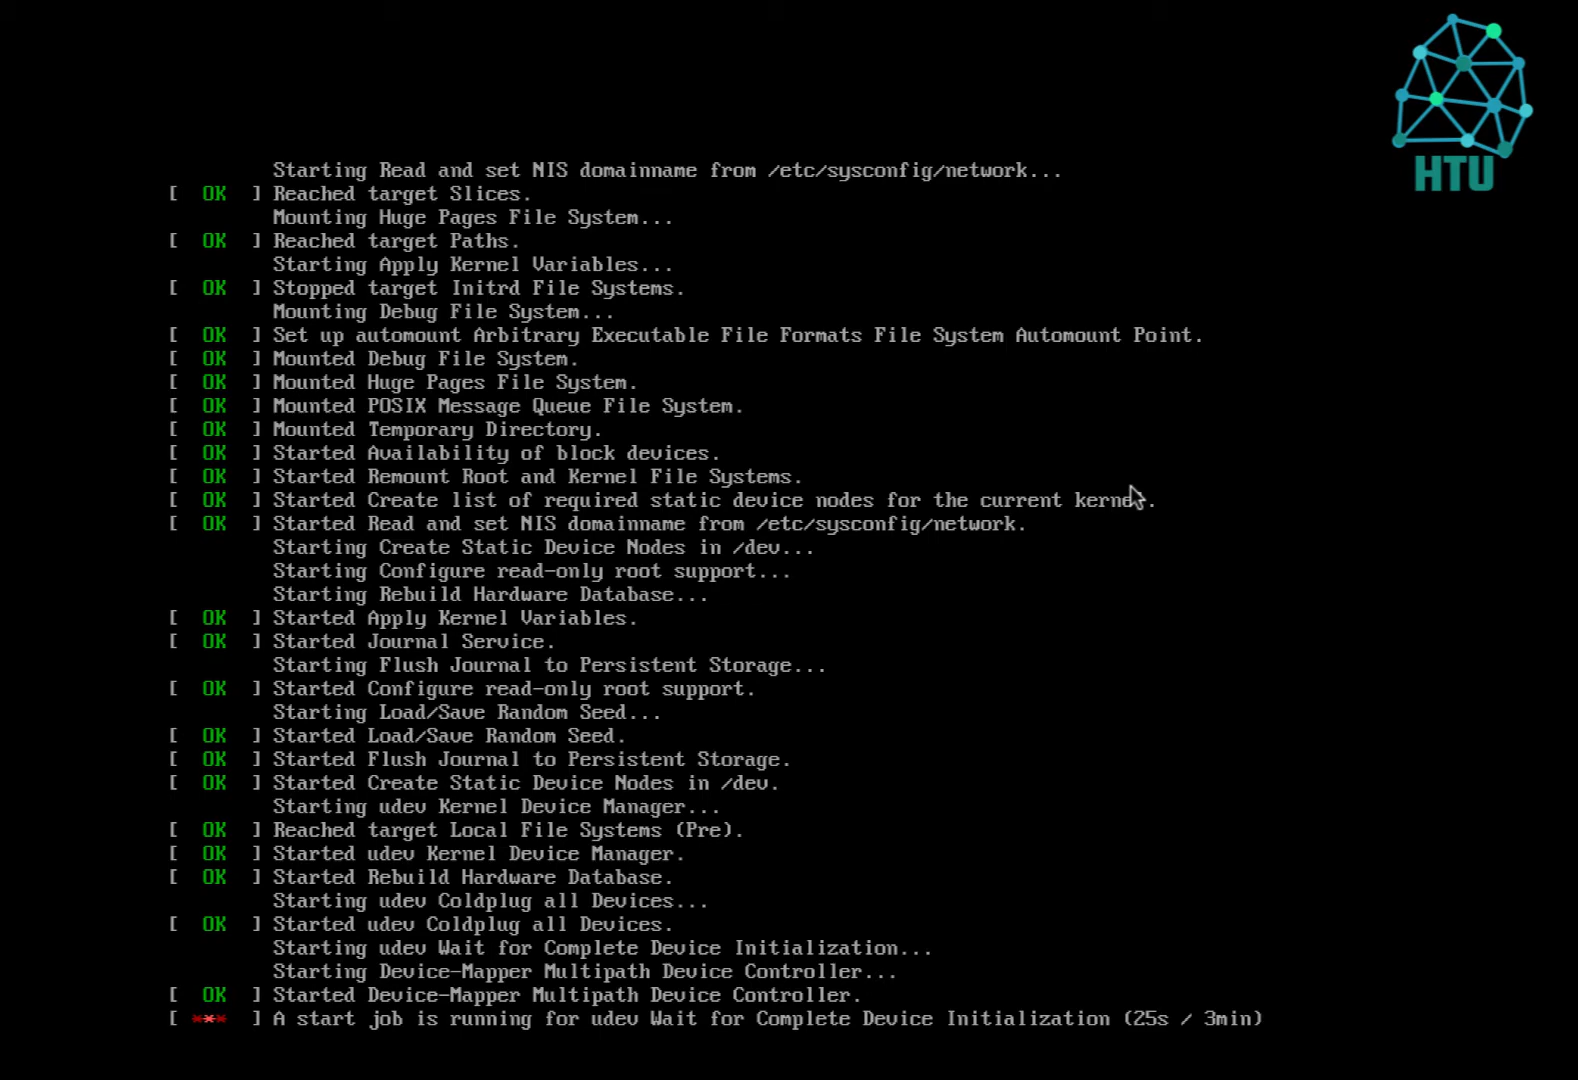 HTU
Starting Read and set NIS domainname from /etc/sysconfig/network...
[  OK  ] Reached target Slices.
Mounting Huge Pages File System...
[  OK  ] Reached target Paths.
Starting Apply Kernel Variables...
[  OK  ] Stopped target Initrd File Systems.
Mounting Debug File System...
[  OK  ] Set up automount Arbitrary Executable File Formats File System Automount Point.
[  OK  ] Mounted Debug File System.
[  OK  ] Mounted Huge Pages File System.
[  OK  ] Mounted POSIX Message Queue File System.
[  OK  ] Mounted Temporary Directory.
[  OK  ] Started Availability of block devices.
[  OK  ] Started Remount Root and Kernel File Systems.
[  OK  ] Started Create list of required static device nodes for the current kernel.
[  OK  ] Started Read and set NIS domainname from /etc/sysconfig/network.
Starting Create Static Device Nodes in /dev...
Starting Configure read-only root support...
Starting Rebuild Hardware Database...
[  OK  ] Started Apply Kernel Variables.
[  OK  ] Started Journal Service.
Starting Flush Journal to Persistent Storage...
[  OK  ] Started Configure read-only root support.
Starting Load/Save Random Seed...
[  OK  ] Started Load/Save Random Seed.
[  OK  ] Started Flush Journal to Persistent Storage.
[  OK  ] Started Create Static Device Nodes in /dev.
Starting udev Kernel Device Manager...
[  OK  ] Reached target Local File Systems (Pre).
[  OK  ] Started udev Kernel Device Manager.
[  OK  ] Started Rebuild Hardware Database.
Starting udev Coldplug all Devices...
[  OK  ] Started udev Coldplug all Devices.
Starting udev Wait for Complete Device Initialization...
Starting Device-Mapper Multipath Device Controller...
[  OK  ] Started Device-Mapper Multipath Device Controller.
[ ***  ] A start job is running for udev Wait for Complete Device Initialization (25s / 3min)